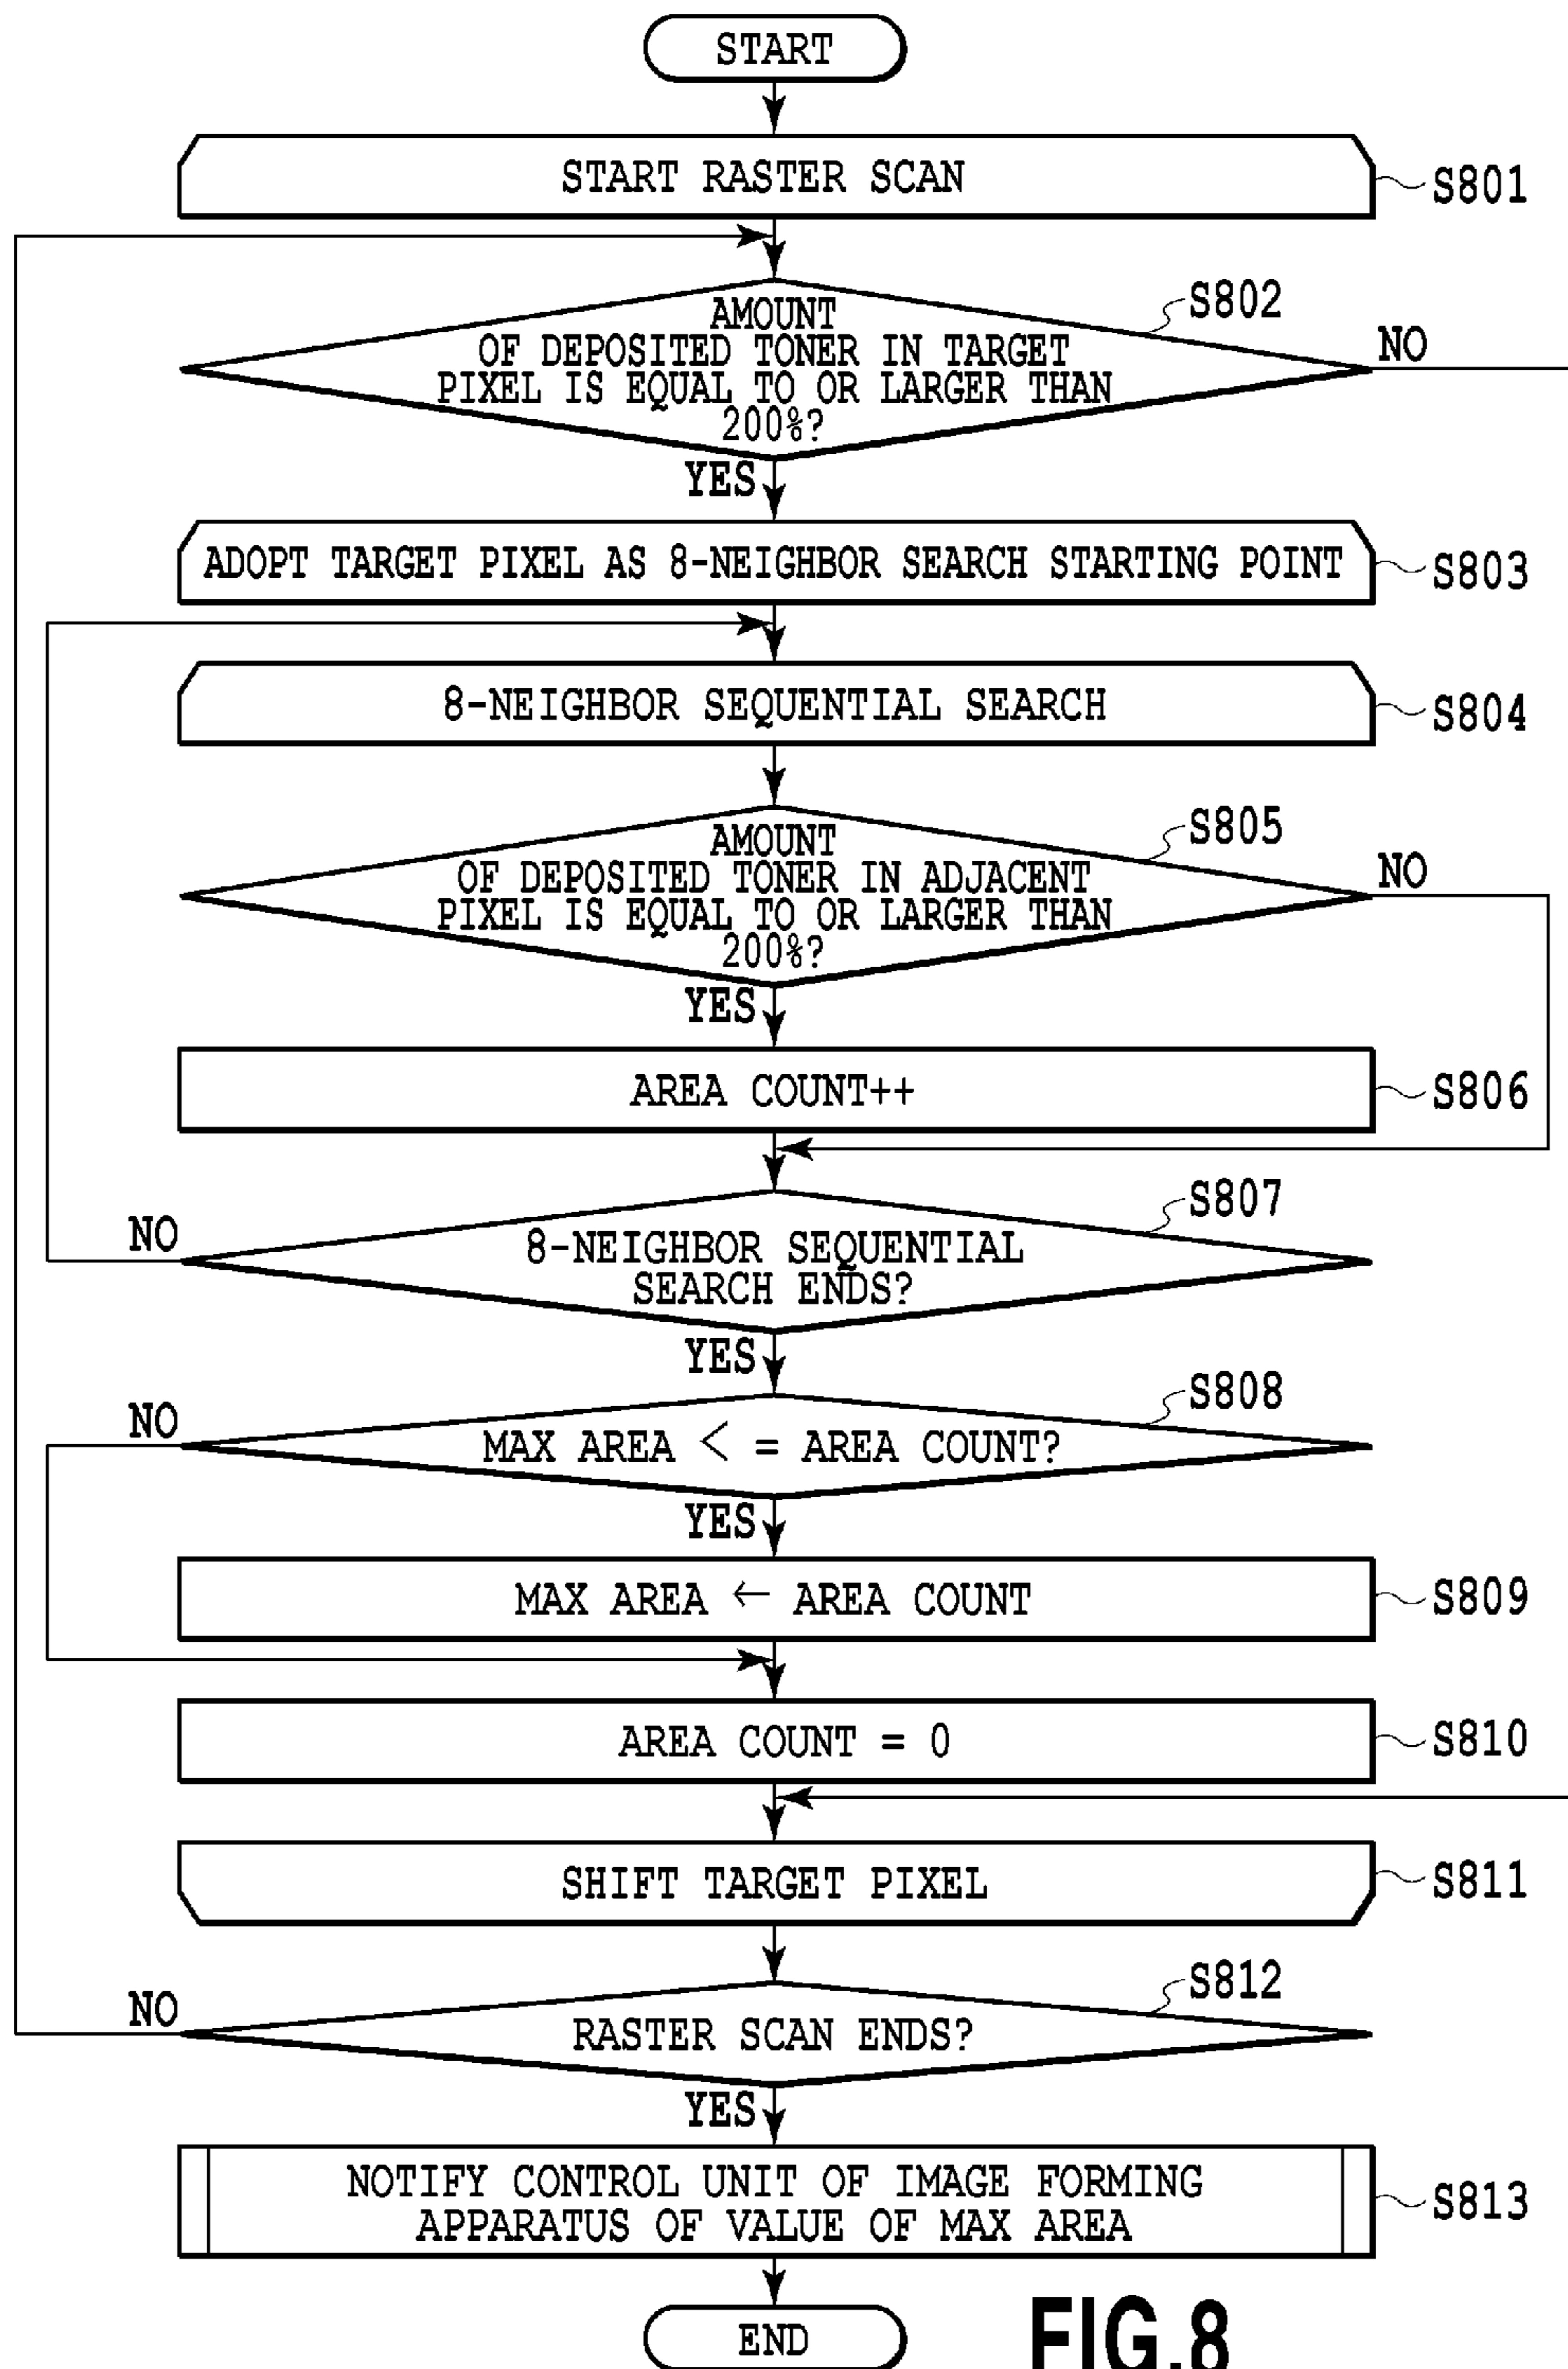 START
START RASTER SCAN
S801
S802
AMOUNT
OF DEPOSITED TONER IN TARGET
PIXEL IS EQUAL TO OR LARGER THAN
200%?
NO
YES
ADOPT TARGET PIXEL AS 8-NEIGHBOR SEARCH STARTING POINT
S803
8-NEIGHBOR SEQUENTIAL SEARCH
S804
S805
AMOUNT
OF DEPOSITED TONER IN ADJACENT
PIXEL IS EQUAL TO OR LARGER THAN
200%?
NO
YES
AREA COUNT++
S806
S807
NO
8-NEIGHBOR SEQUENTIAL
SEARCH ENDS?
YES
S808
NO
MAX AREA < = AREA COUNT?
YES
MAX AREA ← AREA COUNT
S809
AREA COUNT = 0
S810
SHIFT TARGET PIXEL
S811
S812
NO
RASTER SCAN ENDS?
YES
NOTIFY CONTROL UNIT OF IMAGE FORMING
APPARATUS OF VALUE OF MAX AREA
S813
END
FIG.8